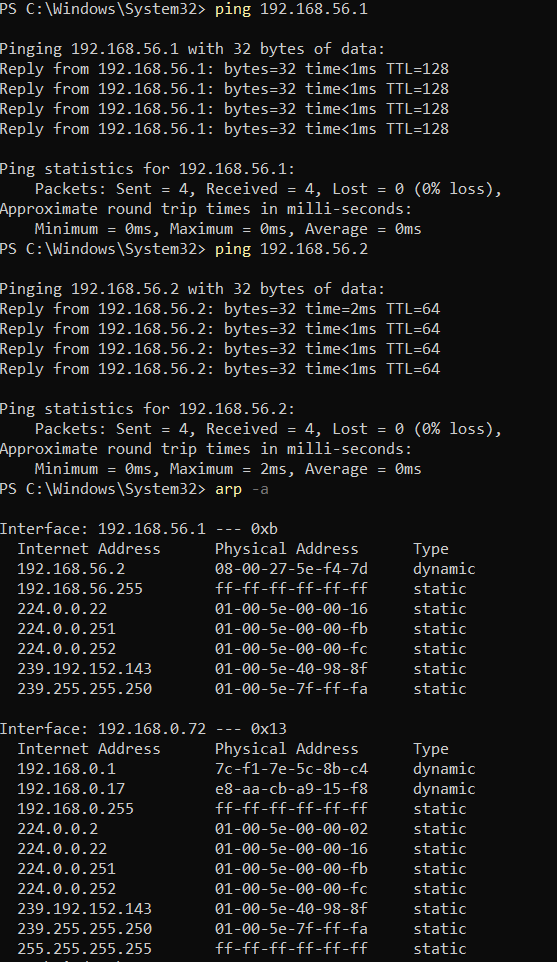 PS C:\Windows\System32> ping 192.168.56.1
Pinging 192.168.56.1 with 32 bytes of data:
Reply from 192.168.56.1: bytes=32 time<1ms TTL=128
Reply from 192.168.56.1: bytes=32 time<1ms TTL=128
Reply from 192.168.56.1: bytes=32 time<1ms TTL=128
Reply from 192.168.56.1: bytes=32 time<1ms TTL=128
Ping statistics for 192.168.56.1:
    Packets: Sent = 4, Received = 4, Lost = 0 (0% loss),
Approximate round trip times in milli-seconds:
    Minimum = 0ms, Maximum = 0ms, Average = 0ms
PS C:\Windows\System32> ping 192.168.56.2
Pinging 192.168.56.2 with 32 bytes of data:
Reply from 192.168.56.2: bytes=32 time=2ms TTL=64
Reply from 192.168.56.2: bytes=32 time<1ms TTL=64
Reply from 192.168.56.2: bytes=32 time<1ms TTL=64
Reply from 192.168.56.2: bytes=32 time<1ms TTL=64
Ping statistics for 192.168.56.2:
    Packets: Sent = 4, Received = 4, Lost = 0 (0% loss),
Approximate round trip times in milli-seconds:
    Minimum = 0ms, Maximum = 2ms, Average = 0ms
PS C:\Windows\System32> arp -a
Interface: 192.168.56.1 --- 0xb
  Internet Address      Physical Address      Type
  192.168.56.2          08-00-27-5e-f4-7d     dynamic
  192.168.56.255        ff-ff-ff-ff-ff-ff     static
  224.0.0.22            01-00-5e-00-00-16     static
  224.0.0.251           01-00-5e-00-00-fb     static
  224.0.0.252           01-00-5e-00-00-fc     static
  239.192.152.143       01-00-5e-40-98-8f     static
  239.255.255.250       01-00-5e-7f-ff-fa     static
Interface: 192.168.0.72 --- 0x13
  Internet Address      Physical Address      Type
  192.168.0.1           7c-f1-7e-5c-8b-c4     dynamic
  192.168.0.17          e8-aa-cb-a9-15-f8     dynamic
  192.168.0.255         ff-ff-ff-ff-ff-ff     static
  224.0.0.2             01-00-5e-00-00-02     static
  224.0.0.22            01-00-5e-00-00-16     static
  224.0.0.251           01-00-5e-00-00-fb     static
  224.0.0.252           01-00-5e-00-00-fc     static
  239.192.152.143       01-00-5e-40-98-8f     static
  239.255.255.250       01-00-5e-7f-ff-fa     static
  255.255.255.255       ff-ff-ff-ff-ff-ff     static